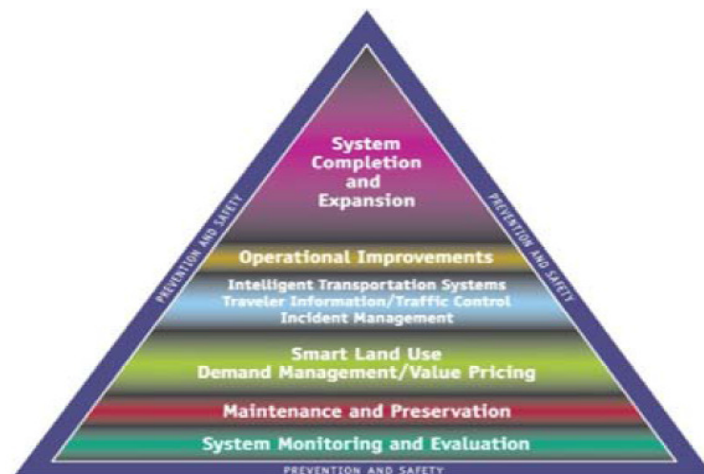 System
Completion
and
Expansion
PREVENTION AND SAFETY
PREVENTION AND SAFETY
Operational Improvements
Intelligent Transportation Systems
Traveler Information/Traffic Control
Incident Management
Smart Land Use
Demand Management/Value Pricing
Maintenance and Preservation
System Monitoring and Evaluation
PREVENTION AND SAFETY